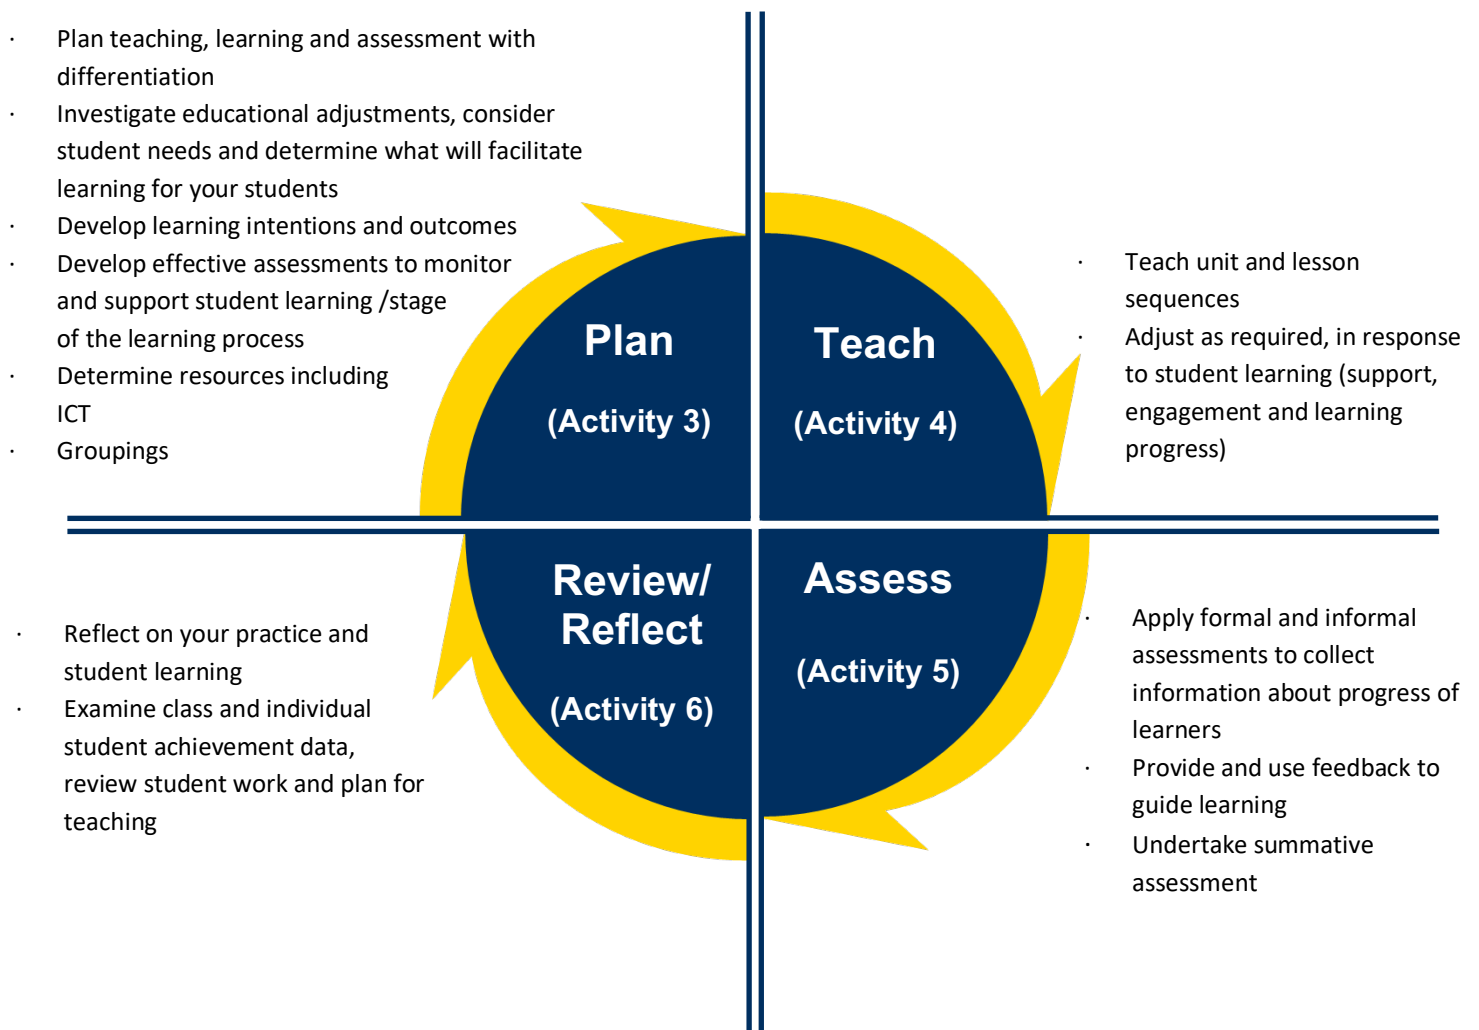 · Plan teaching, learning and assessment with
differentiation
· Investigate educational adjustments, consider
student needs and determine what will facilitate
learning for your students
· Develop learning intentions and outcomes
· Develop effective assessments to monitor
and support student learning /stage
of the learning process
· Determine resources including
ICT
· Groupings
Plan
(Activity 3)
Teach
(Activity 4)
· Teach unit and lesson
sequences
· Adjust as required, in response
to student learning (support,
engagement and learning
progress)
· Reflect on your practice and
student learning
· Examine class and individual
student achievement data,
review student work and plan for
teaching
Review/
Reflect
(Activity 6)
Assess
(Activity 5)
· Apply formal and informal
assessments to collect
information about progress of
learners
· Provide and use feedback to
guide learning
· Undertake summative
assessment